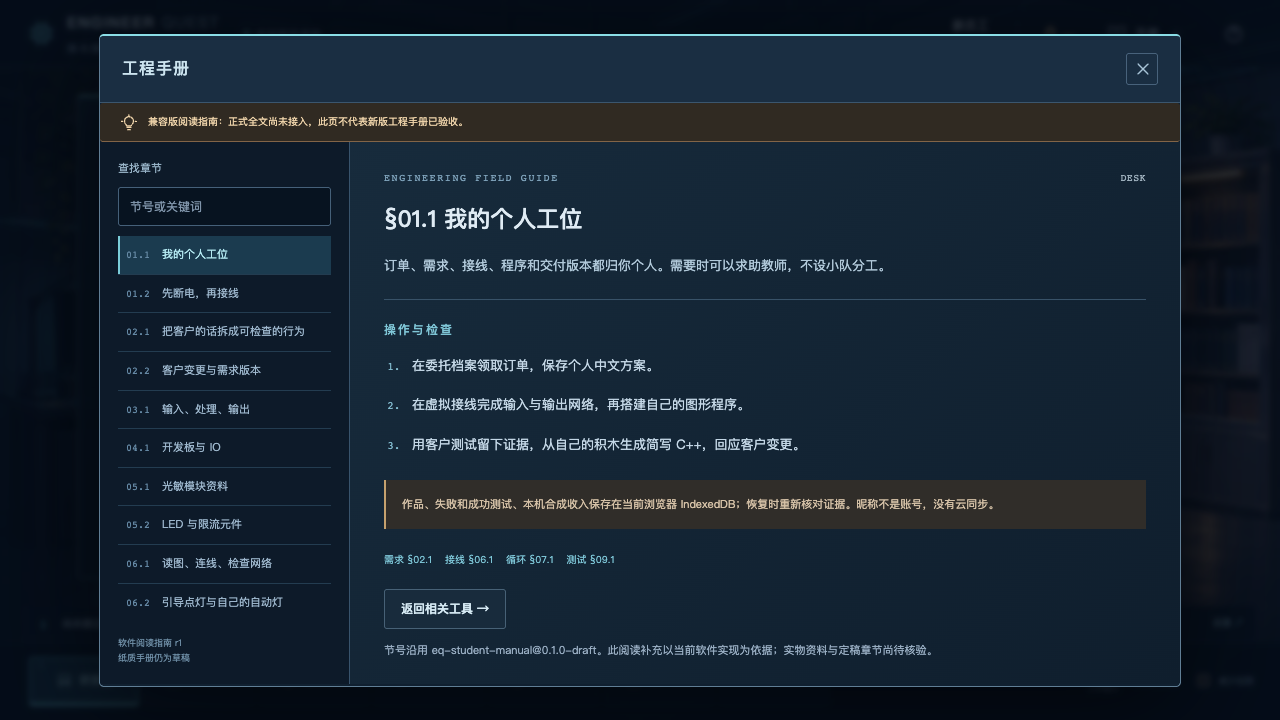 工程手册
兼容版阅读指南：正式全文尚未接入，此页不代表新版工程手册已验收。
查找章节
节号或关键词
01.1 我的个人工位
01.2 先断电，再接线
02.1 把客户的话拆成可检查的行为
02.2 客户变更与需求版本
03.1 输入、处理、输出
04.1 开发板与 IO
05.1 光敏模块资料
05.2 LED 与限流元件
06.1 读图、连线、检查网络
06.2 引导点灯与自己的自动灯
软件阅读指南 r1
纸质手册仍为草稿
ENGINEERING FIELD GUIDE
DESK
§01.1 我的个人工位
订单、需求、接线、程序和交付版本都归你个人。需要时可以求助教师，不设小队分工。
操作与检查
1. 在委托档案领取订单，保存个人中文方案。
2. 在虚拟接线完成输入与输出网络，再搭建自己的图形程序。
3. 用客户测试留下证据，从自己的积木生成简写 C++，回应客户变更。
作品、失败和成功测试、本机合成收入保存在当前浏览器 IndexedDB；恢复时重新核对证据。昵称不是账号，没有云同步。
需求 §02.1 接线 §06.1 循环 §07.1 测试 §09.1
返回相关工具 →
节号沿用 eq-student-manual@0.1.0-draft。此阅读补充以当前软件实现为依据；实物资料与定稿章节尚待核验。